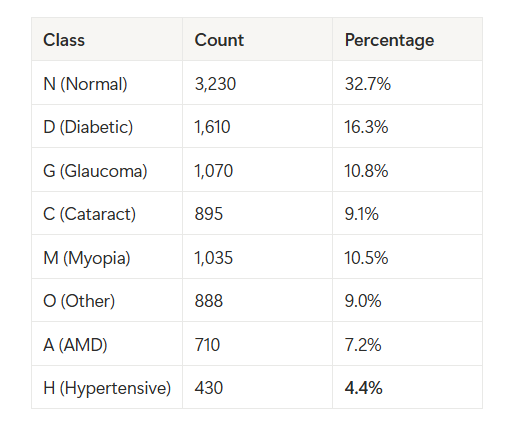 Class Count Percentage
N (Normal) 3,230 32.7%
D (Diabetic) 1,610 16.3%
G (Glaucoma) 1,070 10.8%
C (Cataract) 895 9.1%
M (Myopia) 1,035 10.5%
O (Other) 888 9.0%
A (AMD) 710 7.2%
H (Hypertensive) 430 4.4%